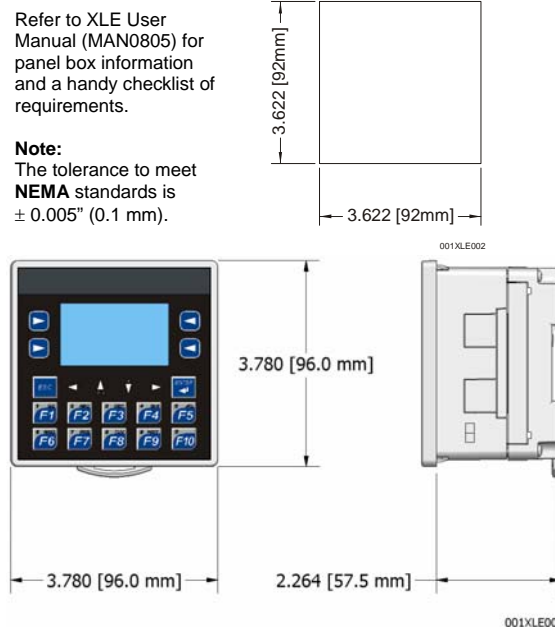 Refer to XLE User
Manual (MAN0805) for
panel box information
and a handy checklist of
requirements.
Note:
The tolerance to meet
NEMA standards is
± 0.005” (0.1 mm).
3.622 [92mm]
3.622 [92mm]
001XLE002
3.780 [96.0 mm]
ESC
ENTER
F1 F2 F3 F4 F5
F6 F7 F8 F9 F10
3.780 [96.0 mm]
2.264 [57.5 mm]